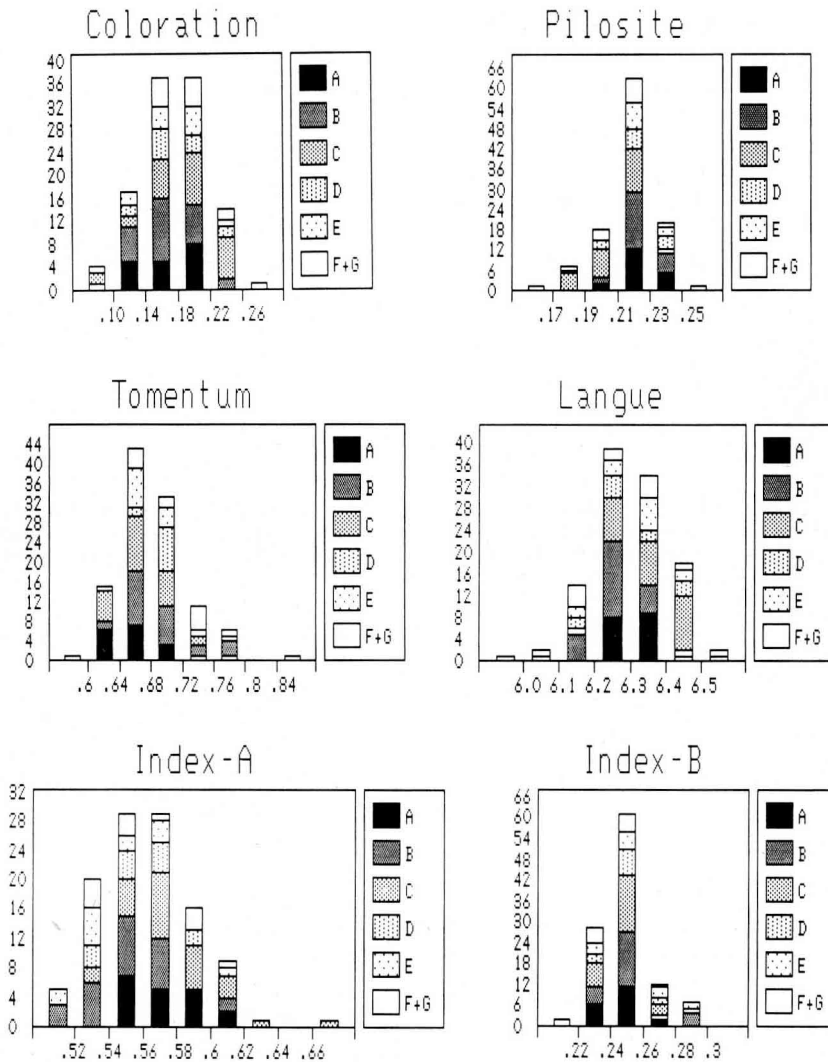 Coloration
40
36
32
28
24
20
16
12
8
4
0
.10 .14 .18 .22 .26
A
B
C
D
E
F+G
Pilosite
66
60
54
48
42
36
30
24
18
12
6
0
.17 .19 .21 .23 .25
A
B
C
D
E
F+G
Tomentum
44
40
36
32
28
24
20
16
12
8
4
0
.6 .64 .68 .72 .76 .8 .84
A
B
C
D
E
F+G
Langue
40
36
32
28
24
20
16
12
8
4
0
6.0 6.1 6.2 6.3 6.4 6.5
A
B
C
D
E
F+G
Index-A
32
28
24
20
16
12
8
4
0
.52 .54 .56 .58 .6 .62 .64 .66
A
B
C
D
E
F+G
Index-B
66
60
54
48
42
36
30
24
18
12
6
0
.22 .24 .26 .28 .3
A
B
C
D
E
F+G